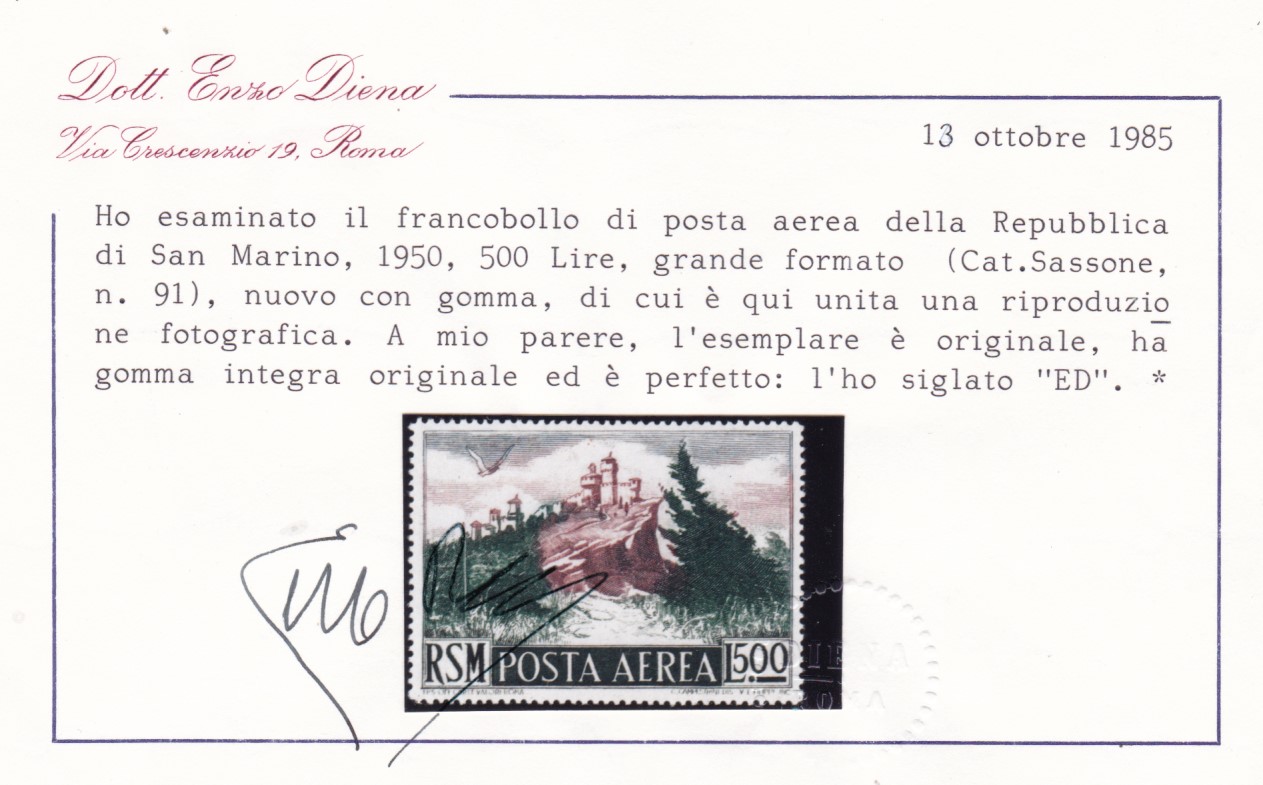 Dott. Enzo Diena
Via Crescenzio 19, Roma
13 ottobre 1985
Ho esaminato il francobollo di posta aerea della Repubblica
di San Marino, 1950, 500 Lire, grande formato (Cat.Sassone,
n. 91), nuovo con gomma, di cui è qui unita una riproduzio
ne fotografica. A mio parere, l'esemplare è originale, ha
gomma integra originale ed è perfetto: l'ho siglato "ED". *
RSM POSTA AEREA L.500
DIENA